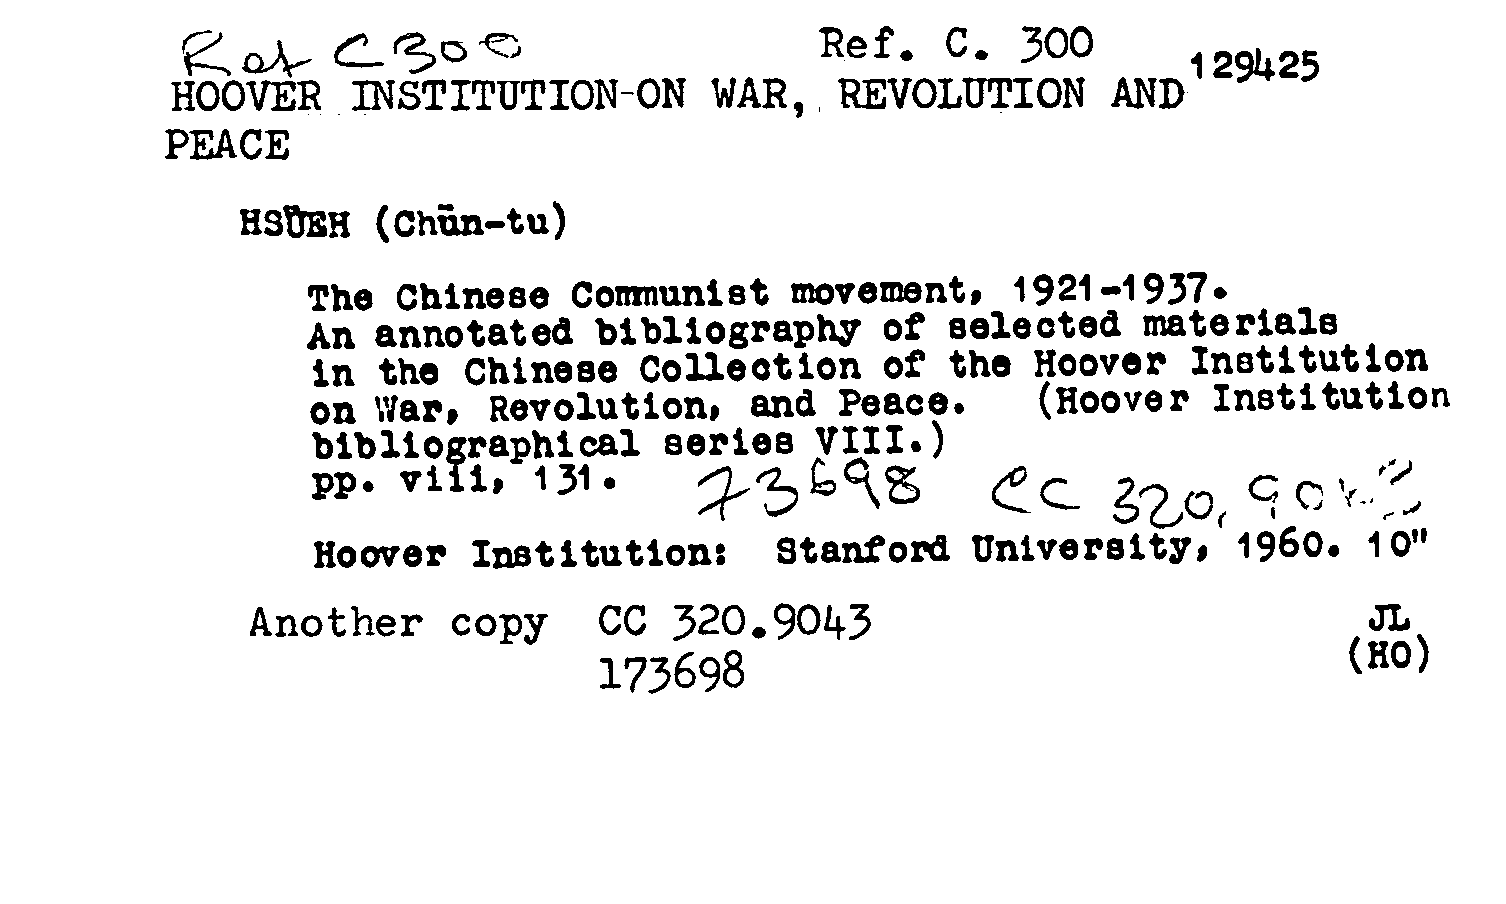 Ref C 300 Ref. C. 300 129425
HOOVER INSTITUTION-ON WAR, REVOLUTION AND
PEACE
HSÜEH (Chün-tu)
The Chinese Communist movement, 1921-1937.
An annotated bibliography of selected materials
in the Chinese Collection of the Hoover Institution
on War, Revolution, and Peace. (Hoover Institution
bibliographical series VIII.)
pp. viii, 131. 73698 CC 320.90
Hoover Institution: Stanford University, 1960. 10"
Another copy CC 320.9043 JL
173698 (HO)